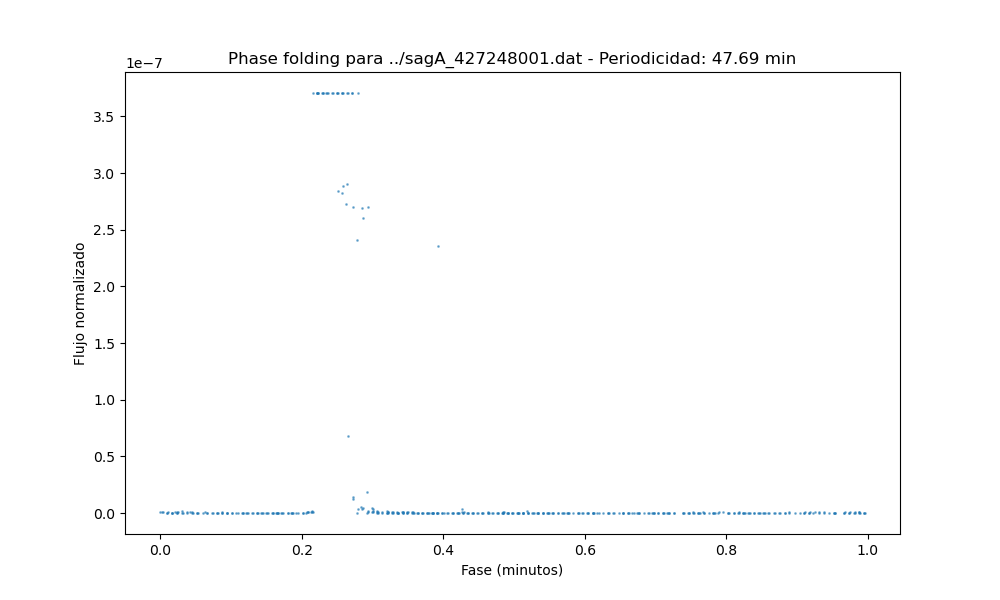 Phase folding para ../sagA_427248001.dat - Periodicidad: 47.69 min
1e−7
3.5
3.0
2.5
2.0
1.5
1.0
0.5
0.0
Flujo normalizado
0.0 0.2 0.4 0.6 0.8 1.0
Fase (minutos)